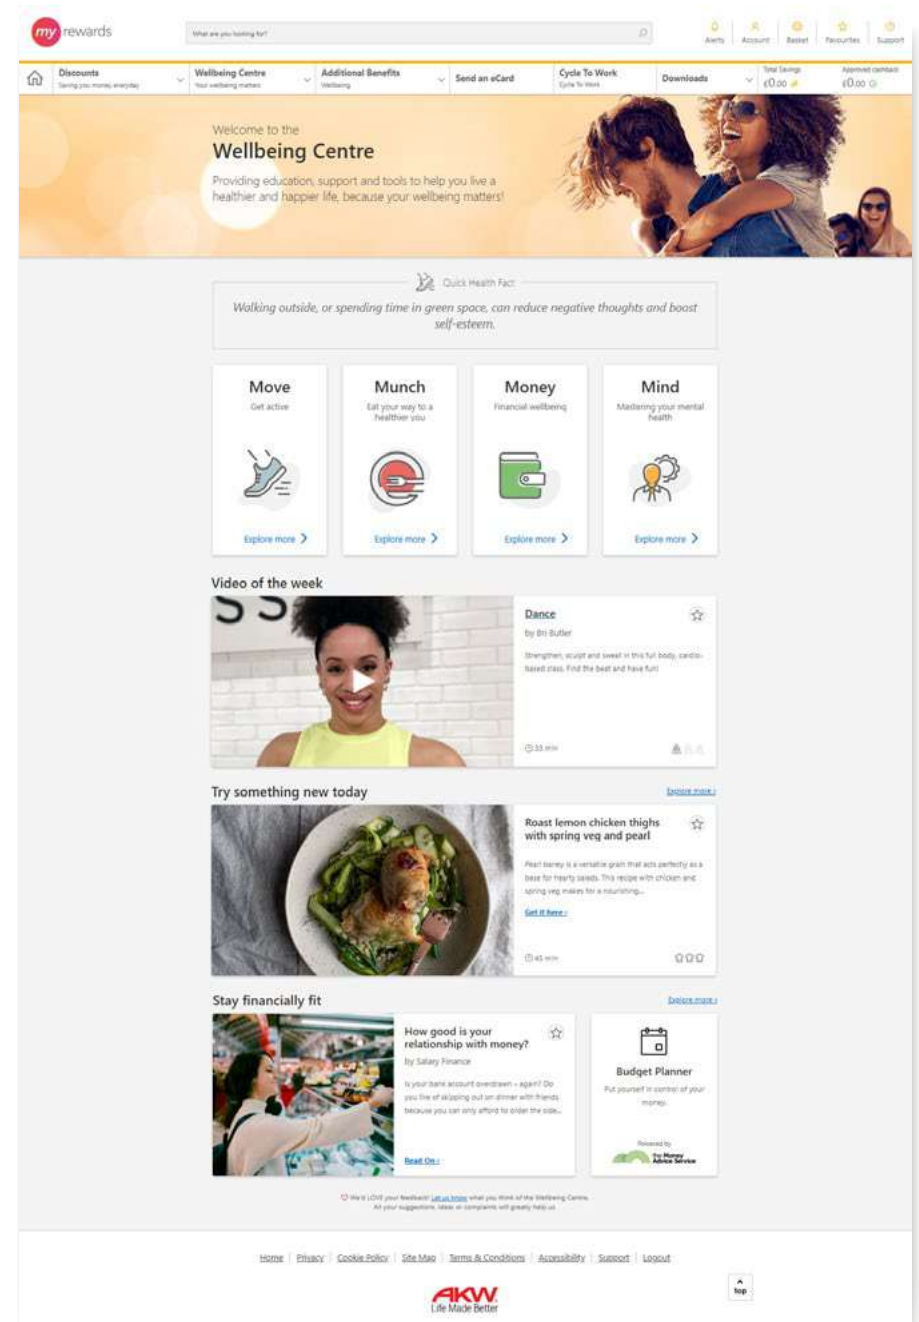 my rewards
What are you looking for?
Alerts
Account
Basket
Favourites
Support
Discounts
Saving you money, everyday
Wellbeing Centre
Your wellbeing matters
Additional Benefits
Wellbeing
Send an eCard
Cycle To Work
Cycle To Work
Downloads
Total Savings
£0.00
Approved cashback
£0.00
Welcome to the
Wellbeing Centre
Providing education, support and tools to help you live a
healthier and happier life, because your wellbeing matters!
Quick Health Fact
Walking outside, or spending time in green space, can reduce negative thoughts and boost
self-esteem.
Move
Get active
Explore more
Munch
Eat your way to a
healthier you
Explore more
Money
Financial wellbeing
Explore more
Mind
Mastering your mental
health
Explore more
Video of the week
SS
Dance
by Bri Butler
Strengthen, sculpt and sweat in this full body, cardio-
based class. Find the beat and have fun!
33 min
Try something new today
Explore more ›
Roast lemon chicken thighs
with spring veg and pearl
Pearl barley is a versatile grain that acts perfectly as a
base for hearty salads. This recipe with chicken and
spring veg makes for a nourishing...
Get it here ›
45 min
Stay financially fit
Explore more ›
How good is your
relationship with money?
by Salary Finance
Is your bank account overdrawn – again? Do
you tire of skipping out on dinner with friends
because you can only afford to order the side...
Read On ›
Budget Planner
Put yourself in control of your
money.
Powered by
the Money
Advice Service
We'd LOVE your feedback! Let us know what you think of the Wellbeing Centre.
All your suggestions, ideas or complaints will greatly help us
Home | Privacy | Cookie Policy | Site Map | Terms & Conditions | Accessibility | Support | Logout
top
AKW
Life Made Better